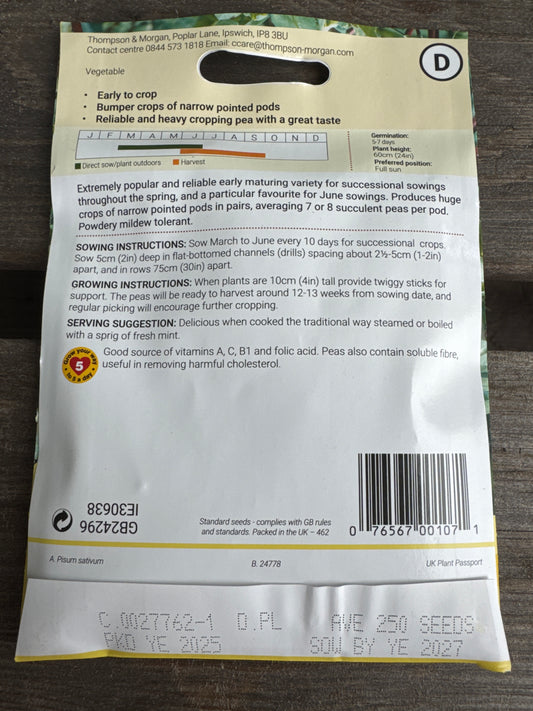 Thompson & Morgan, Poplar Lane, Ipswich, IP8 3BU
Contact centre 0844 573 1818 Email: ccare@thompson-morgan.com
D
Vegetable
• Early to crop
• Bumper crops of narrow pointed pods
• Reliable and heavy cropping pea with a great taste
J F M A M J J A S O N D
Direct sow/plant outdoors Harvest
Germination:
5-7 days
Plant height:
60cm (24in)
Preferred position:
Full sun
Extremely popular and reliable early maturing variety for successional sowings
throughout the spring, and a particular favourite for June sowings. Produces huge
crops of narrow pointed pods in pairs, averaging 7 or 8 succulent peas per pod.
Powdery mildew tolerant.
SOWING INSTRUCTIONS: Sow March to June every 10 days for successional crops.
Sow 5cm (2in) deep in flat-bottomed channels (drills) spacing about 2½-5cm (1-2in)
apart, and in rows 75cm (30in) apart.
GROWING INSTRUCTIONS: When plants are 10cm (4in) tall provide twiggy sticks for
support. The peas will be ready to harvest around 12-13 weeks from sowing date, and
regular picking will encourage further cropping.
SERVING SUGGESTION: Delicious when cooked the traditional way steamed or boiled
with a sprig of fresh mint.
Grow your way
5
to 5 a day
Good source of vitamins A, C, B1 and folic acid. Peas also contain soluble fibre,
useful in removing harmful cholesterol.
GB24296
IE30638
Standard seeds - complies with GB rules
and standards. Packed in the UK – 462
0 76567 00107 1
A. Pisum sativum
B. 24778
UK Plant Passport
C.0027762-1 D.PL AVE 250 SEEDS
PKD YE 2025 SOW BY YE 2027